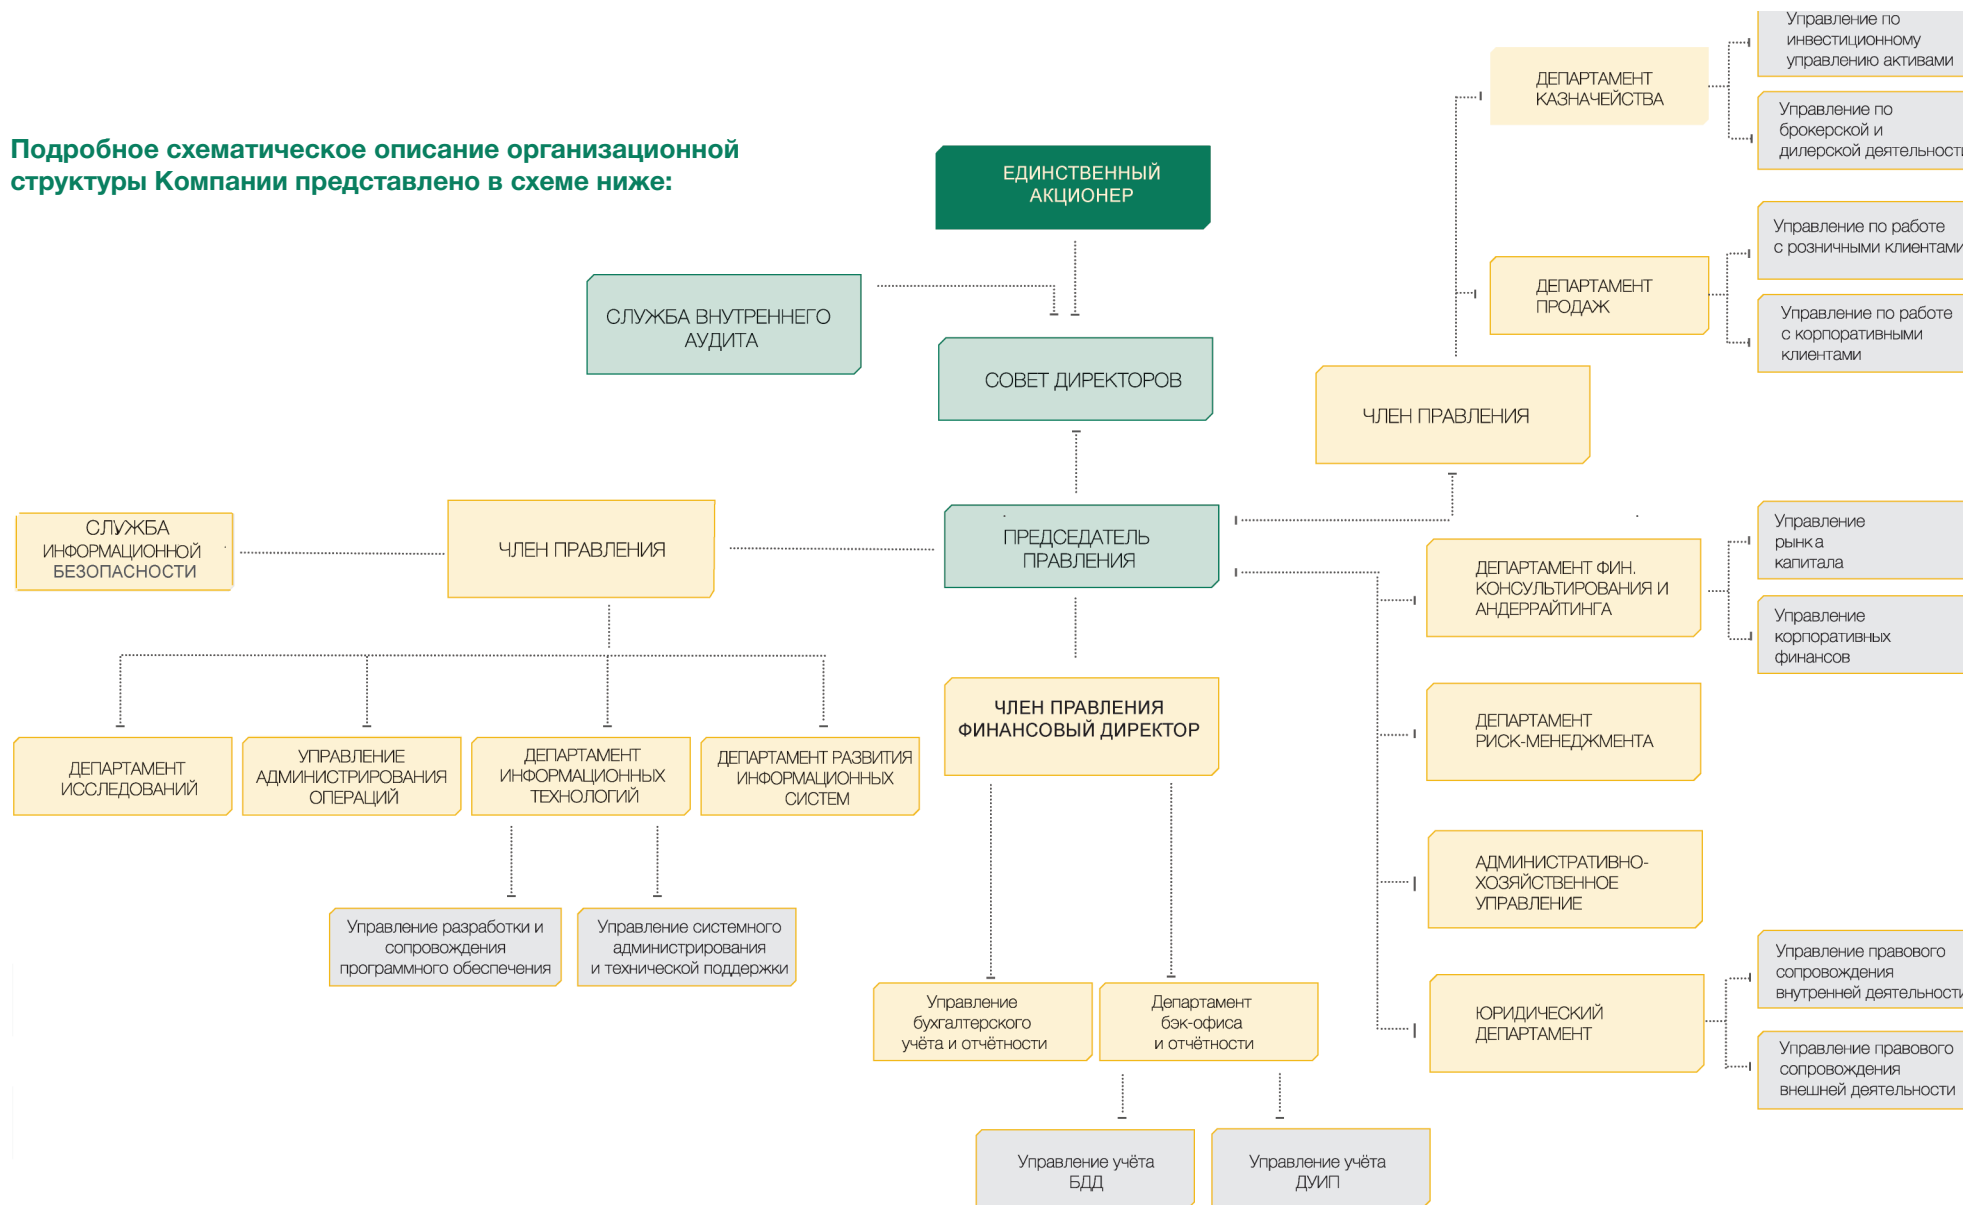 Подробное схематическое описание организационной
структуры Компании представлено в схеме ниже:
ЕДИНСТВЕННЫЙ
АКЦИОНЕР
СЛУЖБА ВНУТРЕННЕГО
АУДИТА
СОВЕТ ДИРЕКТОРОВ
ПРЕДСЕДАТЕЛЬ
ПРАВЛЕНИЯ
ЧЛЕН ПРАВЛЕНИЯ
СЛУЖБА
ИНФОРМАЦИОННОЙ
БЕЗОПАСНОСТИ
ДЕПАРТАМЕНТ
ИССЛЕДОВАНИЙ
УПРАВЛЕНИЕ
АДМИНИСТРИРОВАНИЯ
ОПЕРАЦИЙ
ДЕПАРТАМЕНТ
ИНФОРМАЦИОННЫХ
ТЕХНОЛОГИЙ
ДЕПАРТАМЕНТ РАЗВИТИЯ
ИНФОРМАЦИОННЫХ
СИСТЕМ
Управление разработки и
сопровождения
программного обеспечения
Управление системного
администрирования
и технической поддержки
ЧЛЕН ПРАВЛЕНИЯ
ФИНАНСОВЫЙ ДИРЕКТОР
Управление
бухгалтерского
учёта и отчётности
Департамент
бэк-офиса
и отчётности
Управление учёта
БДД
Управление учёта
ДУИП
ЧЛЕН ПРАВЛЕНИЯ
ДЕПАРТАМЕНТ
КАЗНАЧЕЙСТВА
Управление по
инвестиционному
управлению активами
Управление по
брокерской и
дилерской деятельности
ДЕПАРТАМЕНТ
ПРОДАЖ
Управление по работе
с розничными клиентами
Управление по работе
с корпоративными
клиентами
ДЕПАРТАМЕНТ ФИН.
КОНСУЛЬТИРОВАНИЯ И
АНДЕРРАЙТИНГА
Управление
рынка
капитала
Управление
корпоративных
финансов
ДЕПАРТАМЕНТ
РИСК-МЕНЕДЖМЕНТА
АДМИНИСТРАТИВНО-
ХОЗЯЙСТВЕННОЕ
УПРАВЛЕНИЕ
ЮРИДИЧЕСКИЙ
ДЕПАРТАМЕНТ
Управление правового
сопровождения
внутренней деятельности
Управление правового
сопровождения
внешней деятельности